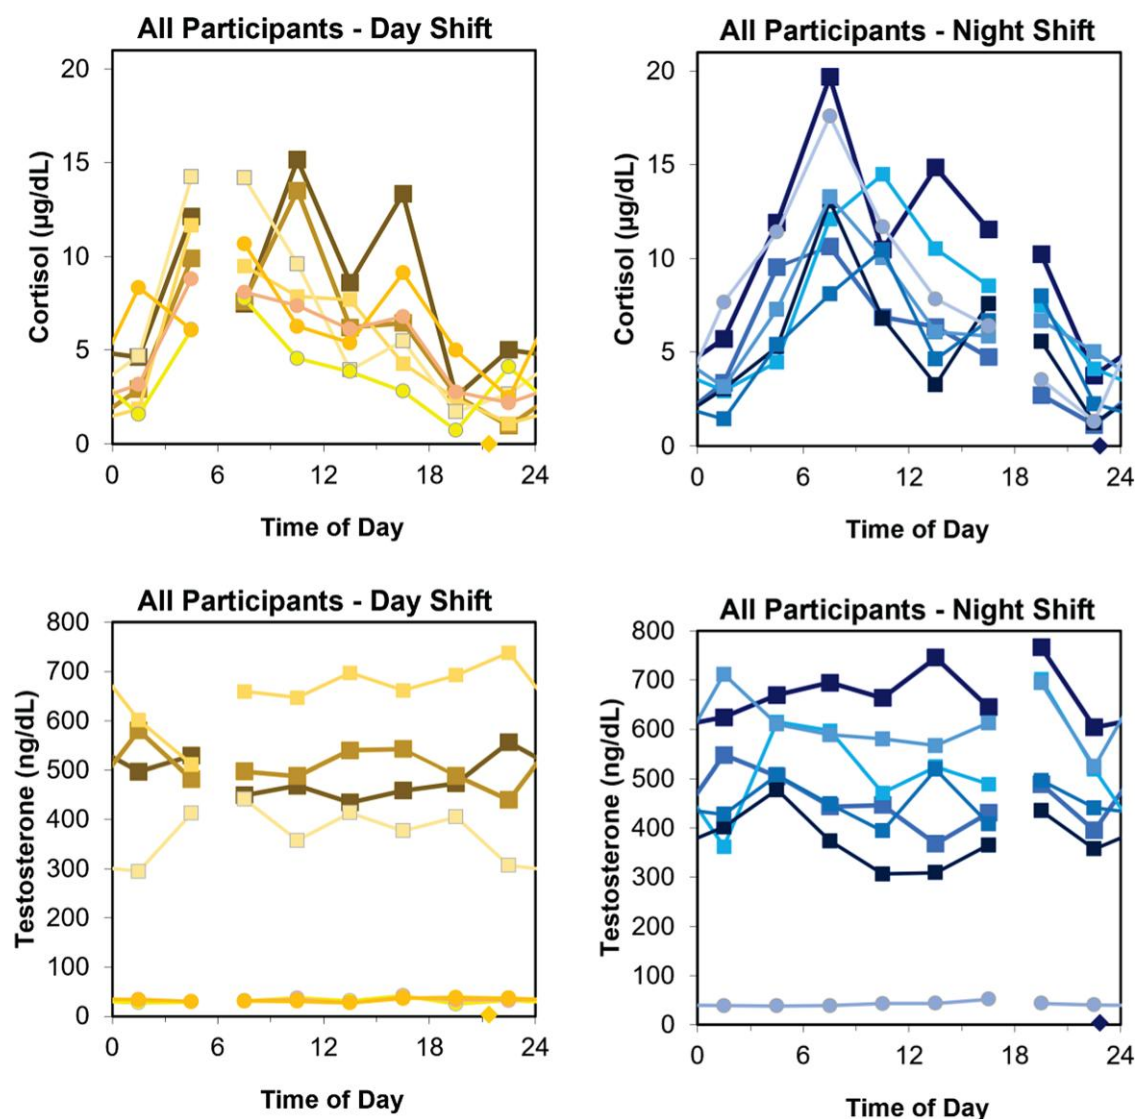 All Participants - Day Shift
20
15
10
5
0
Cortisol (µg/dL)
0 6 12 18 24
Time of Day
All Participants - Night Shift
20
15
10
5
0
Cortisol (µg/dL)
0 6 12 18 24
Time of Day
All Participants - Day Shift
800
700
600
500
400
300
200
100
0
Testosterone (ng/dL)
0 6 12 18 24
Time of Day
All Participants - Night Shift
800
700
600
500
400
300
200
100
0
Testosterone (ng/dL)
0 6 12 18 24
Time of Day